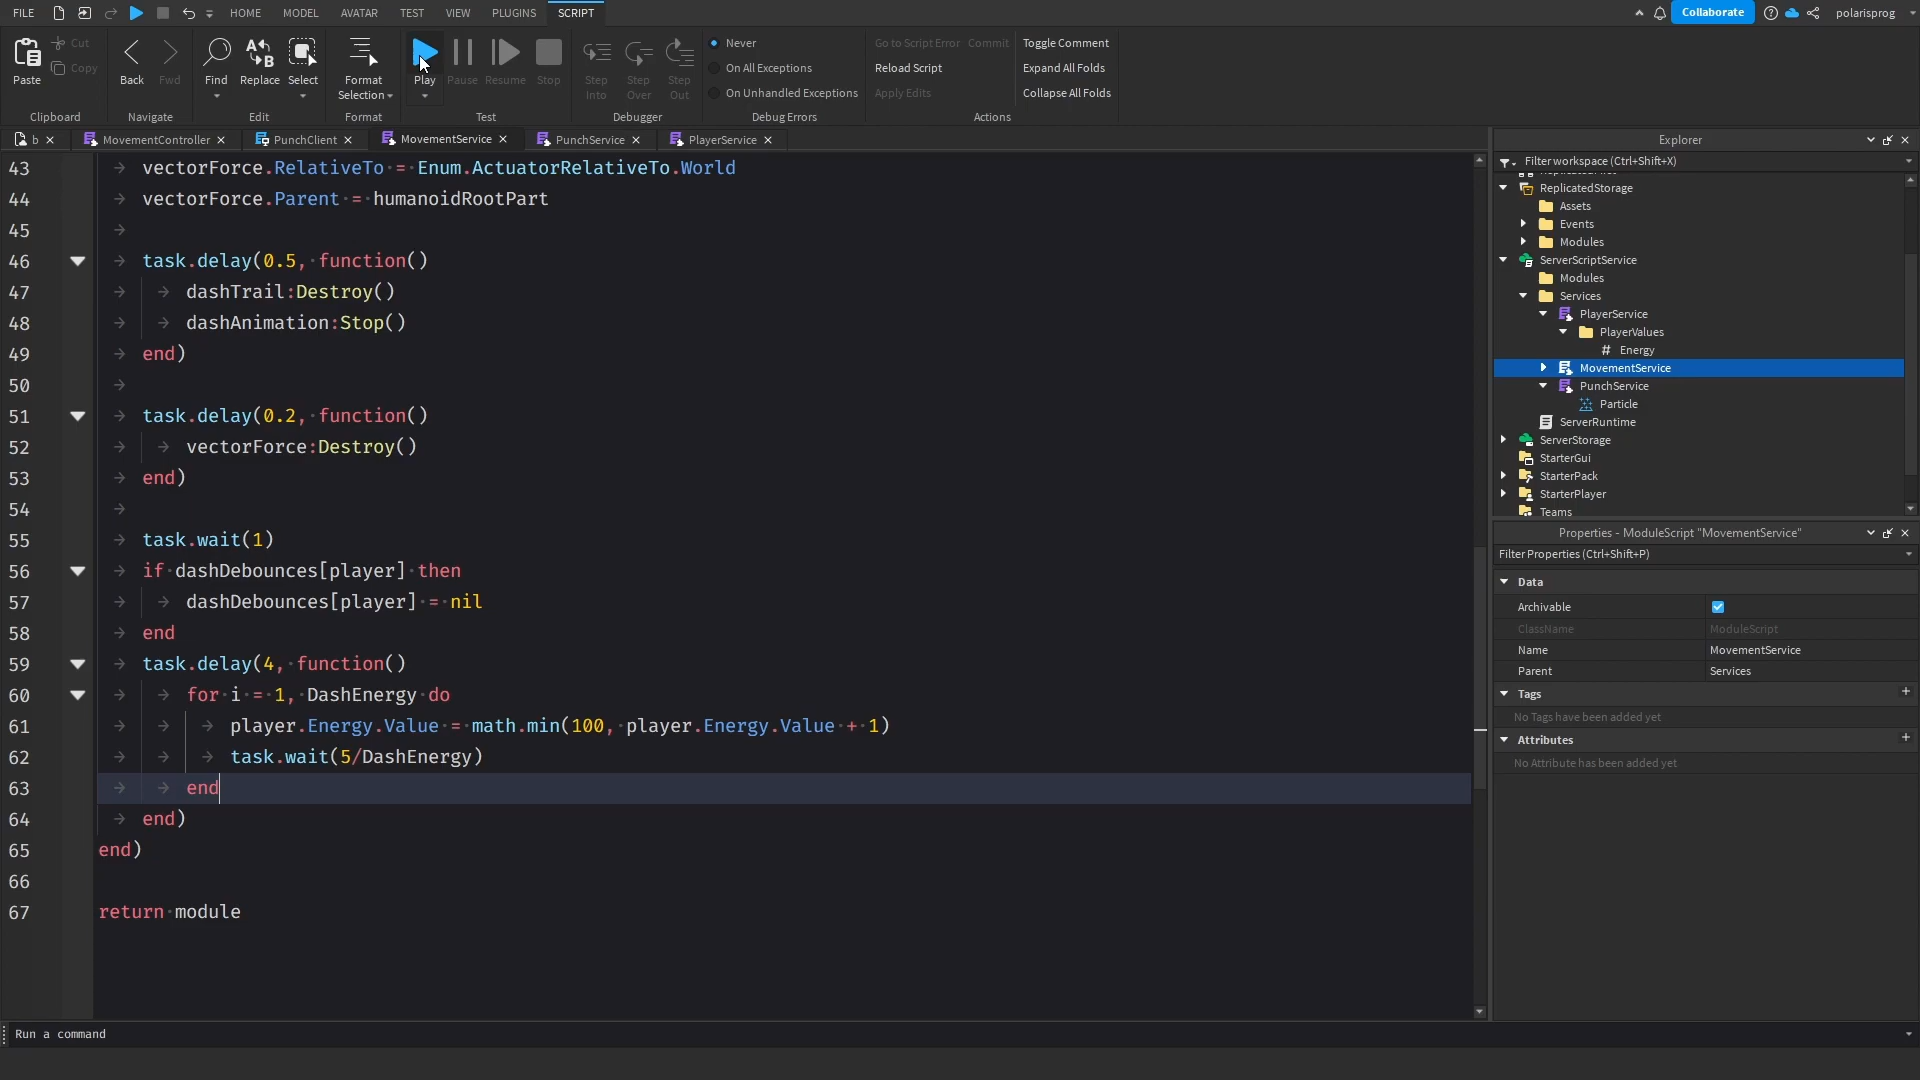 FILE HOME MODEL AVATAR TEST VIEW PLUGINS SCRIPT Collaborate polarisprog
Paste Cut Copy Back Fwd Find Replace Select Format Selection Play Pause Resume Stop Step Into Step Over Step Out
Never
On All Exceptions
On Unhandled Exceptions
Go to Script Error Commit
Reload Script
Apply Edits
Toggle Comment
Expand All Folds
Collapse All Folds
Clipboard Navigate Edit Format Test Debugger Debug Errors Actions
b MovementController PunchClient MovementService PunchService PlayerService
43 vectorForce.RelativeTo = Enum.ActuatorRelativeTo.World
44 vectorForce.Parent = humanoidRootPart
45
46 task.delay(0.5, function()
47 dashTrail:Destroy()
48 dashAnimation:Stop()
49 end)
50
51 task.delay(0.2, function()
52 vectorForce:Destroy()
53 end)
54
55 task.wait(1)
56 if dashDebounces[player] then
57 dashDebounces[player] = nil
58 end
59 task.delay(4, function()
60 for i = 1, DashEnergy do
61 player.Energy.Value = math.min(100, player.Energy.Value + 1)
62 task.wait(5/DashEnergy)
63 end
64 end)
65 end)
66
67 return module
Run a command
Explorer
Filter workspace (Ctrl+Shift+X)
ReplicatedStorage
Assets
Events
Modules
ServerScriptService
Modules
Services
PlayerService
PlayerValues
# Energy
MovementService
PunchService
Particle
ServerRuntime
ServerStorage
StarterGui
StarterPack
StarterPlayer
Teams
Properties - ModuleScript "MovementService"
Filter Properties (Ctrl+Shift+P)
Data
Archivable
ClassName ModuleScript
Name MovementService
Parent Services
Tags
No Tags have been added yet
Attributes
No Attribute has been added yet